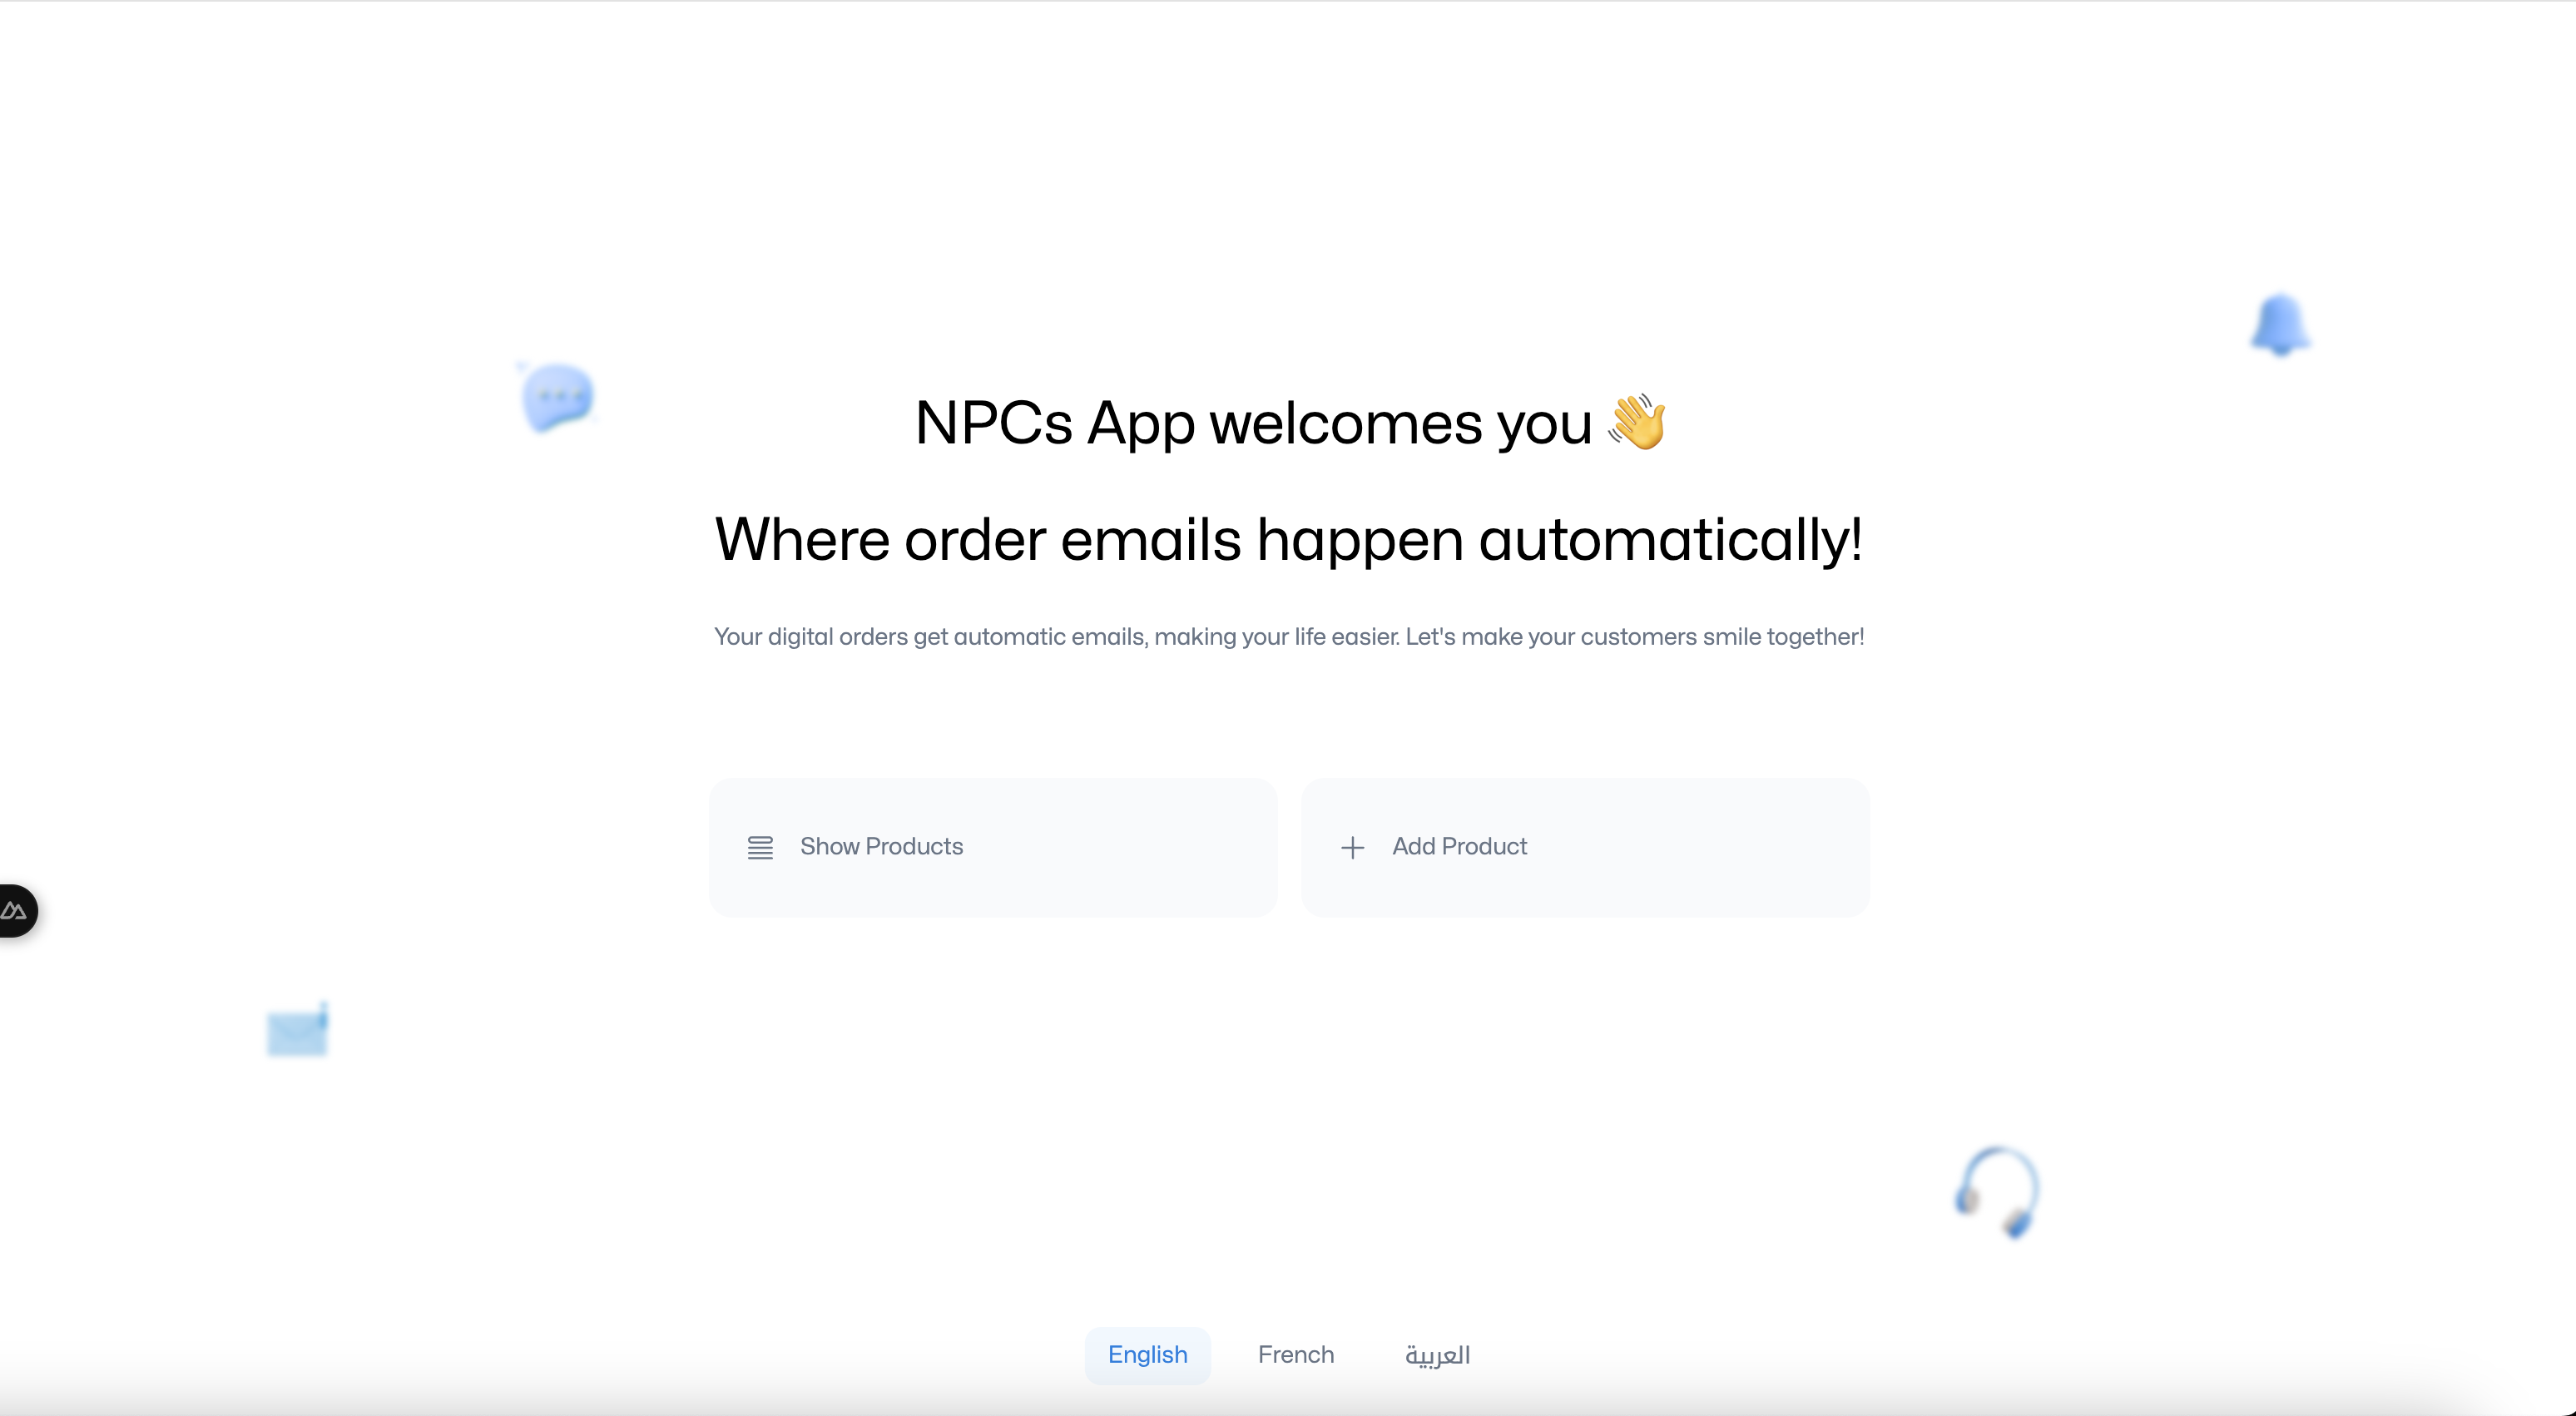 NPCs App welcomes you 👋
Where order emails happen automatically!
Your digital orders get automatic emails, making your life easier. Let's make your customers smile together!
Show Products
Add Product
English
French
العربية